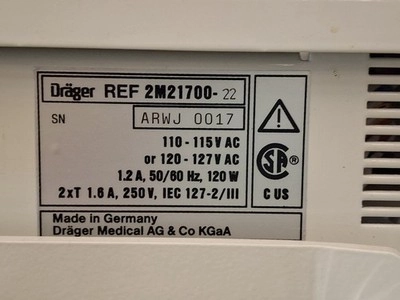 Dräger REF 2M21700-22
SN ARWJ 0017
110 - 115 V AC
or 120 - 127 V AC
1.2 A, 50/60 Hz, 120 W
2xT 1.6 A, 250 V, IEC 127-2/III
SA
C US
Made in Germany
Dräger Medical AG & Co KGaA